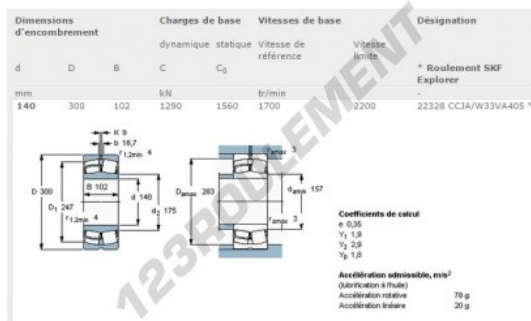 Dimensions d'encombrement
Charges de base
Vitesses de base
Désignation
dynamique
statique
Vitesse de référence
Vitesse limite
d
D
B
C
C0
* Roulement SKF Explorer
mm
kN
tr/min
-
140
300
102
1290
1560
1700
2200
22328 CCJA/W33VA405 *
K 9
b 16,7
r1,2min 4
D 300
D1 247
B 102
d 140
d2 175
r1,2min 4
ramax 3
Damax 283
damin 157
ramax 3
Coefficients de calcul
e 0,35
Y1 1,9
Y2 2,9
Y0 1,8
Accélération admissible, m/s2
(lubrification à l'huile)
Accélération rotative 78 g
Accélération linéaire 20 g
123ROULEMENT